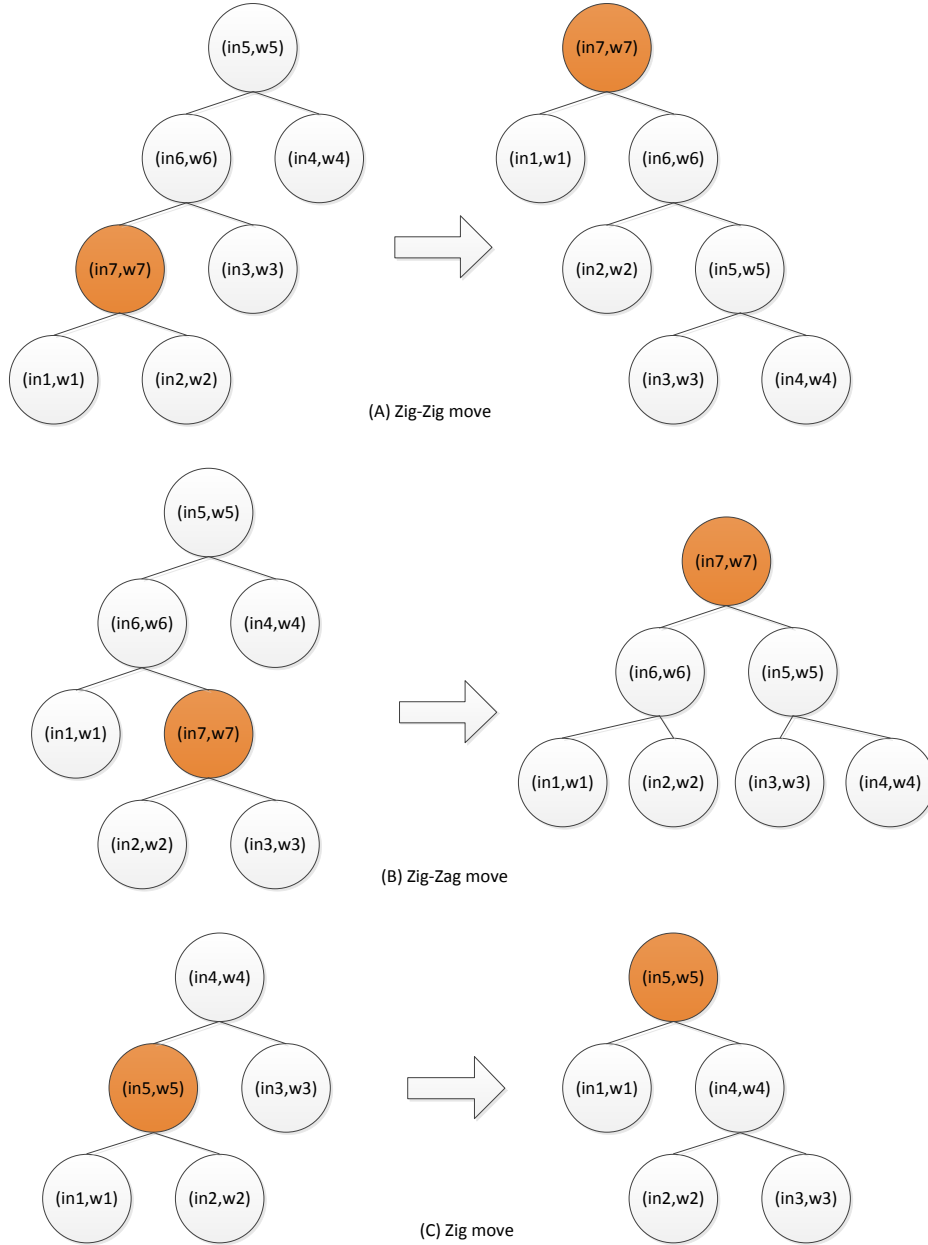 (in5,w5)
(in7,w7)
(in6,w6)
(in4,w4)
(in1,w1)
(in6,w6)
(in7,w7)
(in3,w3)
(in2,w2)
(in5,w5)
(in1,w1)
(in2,w2)
(in3,w3)
(in4,w4)
(A) Zig-Zig move
(in5,w5)
(in7,w7)
(in6,w6)
(in4,w4)
(in6,w6)
(in5,w5)
(in1,w1)
(in7,w7)
(in1,w1)
(in2,w2)
(in3,w3)
(in4,w4)
(in2,w2)
(in3,w3)
(B) Zig-Zag move
(in4,w4)
(in5,w5)
(in5,w5)
(in3,w3)
(in1,w1)
(in4,w4)
(in1,w1)
(in2,w2)
(in2,w2)
(in3,w3)
(C) Zig move